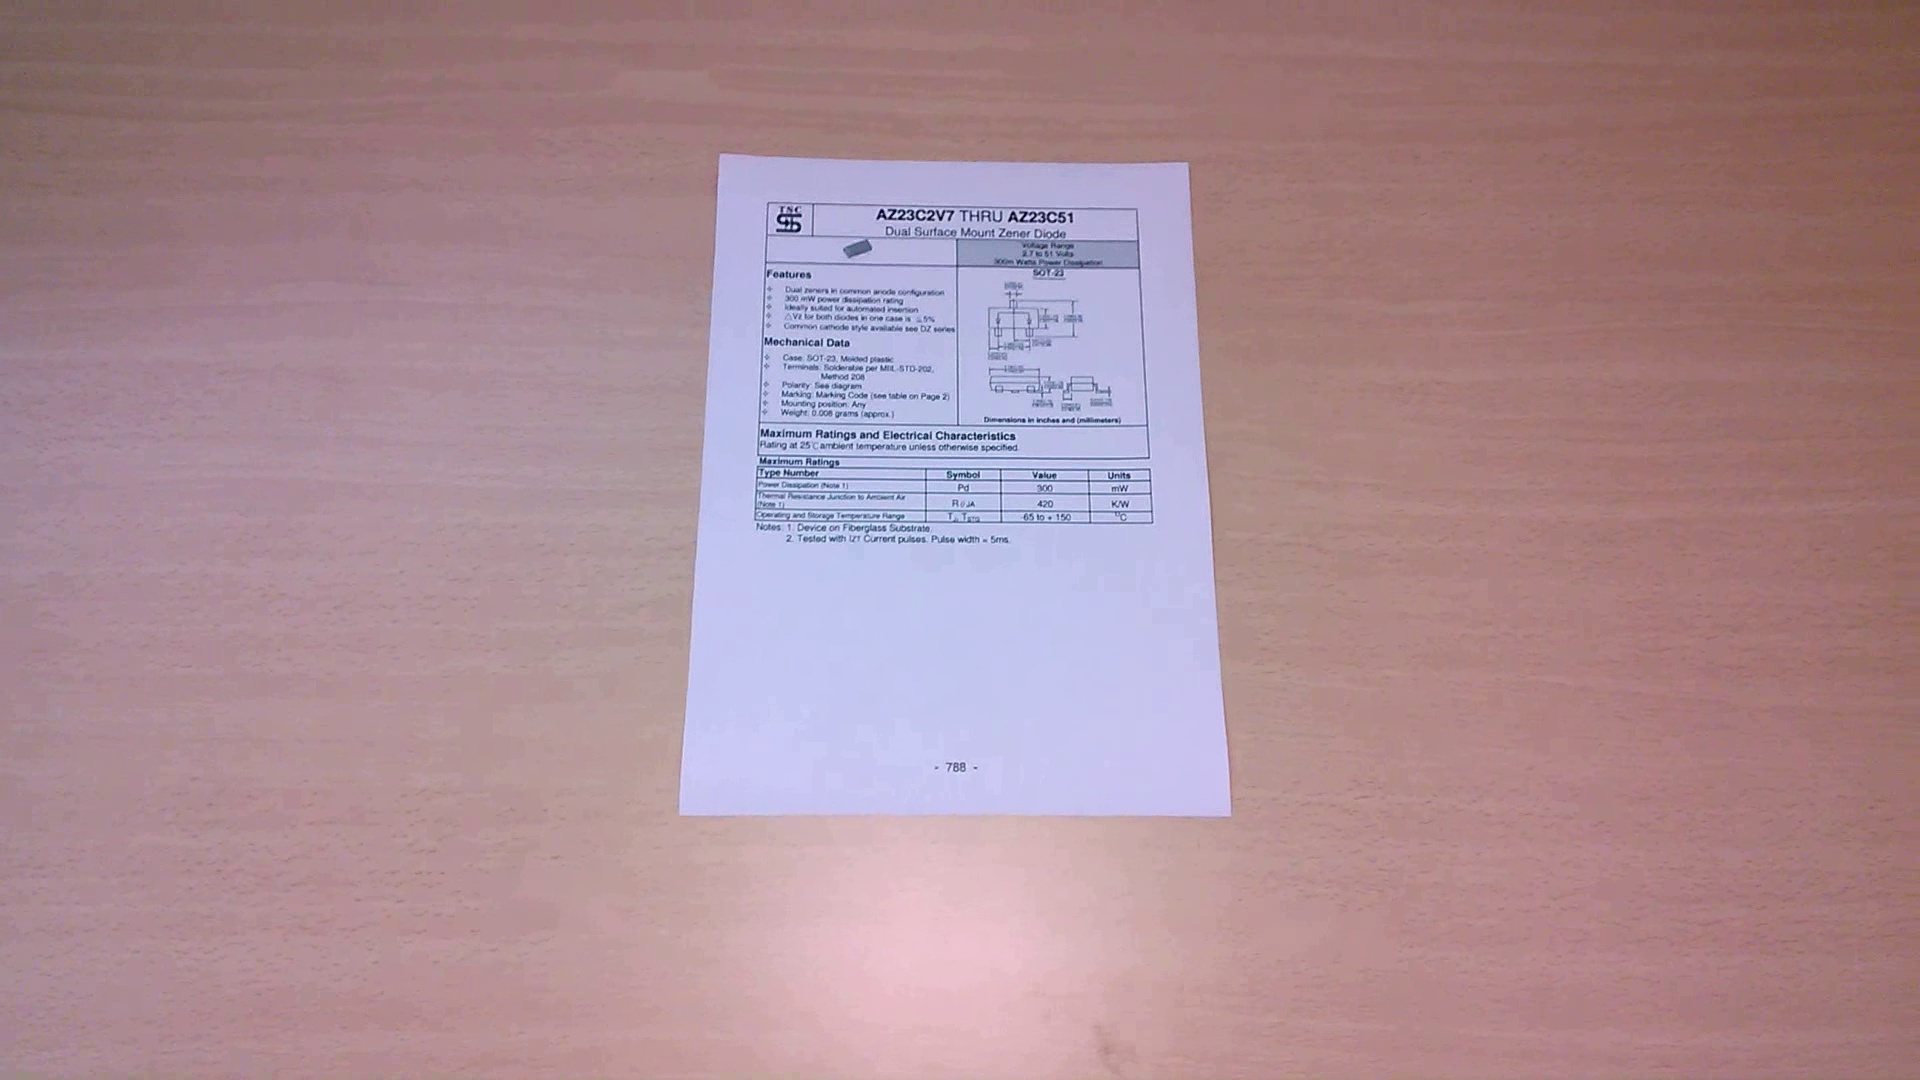 TSC
AZ23C2V7 THRU AZ23C51
Dual Surface Mount Zener Diode
Voltage Range
2.7 to 51 Volts
300m Watts Power Dissipation
SOT-23
Features
Dual zeners in common anode configuration
300 mW power dissipation rating
Ideally suited for automated insertion
△VZ for both diodes in one case is ≦5%
Common cathode style available see DZ series
Mechanical Data
Case: SOT-23, Molded plastic
Terminals: Solderable per MIL-STD-202,
Method 208
Polarity: See diagram
Marking: Marking Code (see table on Page 2)
Mounting position: Any
Weight: 0.008 grams (approx.)
Dimensions in inches and (millimeters)
Maximum Ratings and Electrical Characteristics
Rating at 25℃ ambient temperature unless otherwise specified.
Maximum Ratings
Type Number Symbol Value Units
Power Dissipation (Note 1) Pd 300 mW
Thermal Resistance Junction to Ambient Air
(Note 1) RθJA 420 K/W
Operating and Storage Temperature Range TJ, TSTG -65 to + 150 °C
Notes: 1. Device on Fiberglass Substrate.
2. Tested with IZT Current pulses. Pulse width = 5ms.
- 788 -